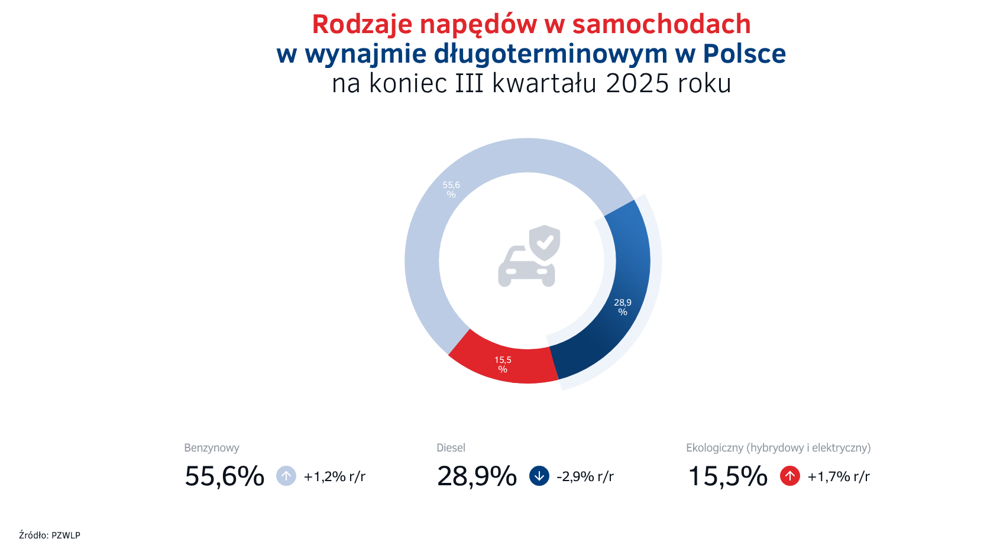 Rodzaje napędów w samochodach
w wynajmie długoterminowym w Polsce
na koniec III kwartału 2025 roku
55,6
%
28,9
%
15,5
%
Benzynowy
55,6% +1,2% r/r
Diesel
28,9% -2,9% r/r
Ekologiczny (hybrydowy i elektryczny)
15,5% +1,7% r/r
Źródło: PZWLP